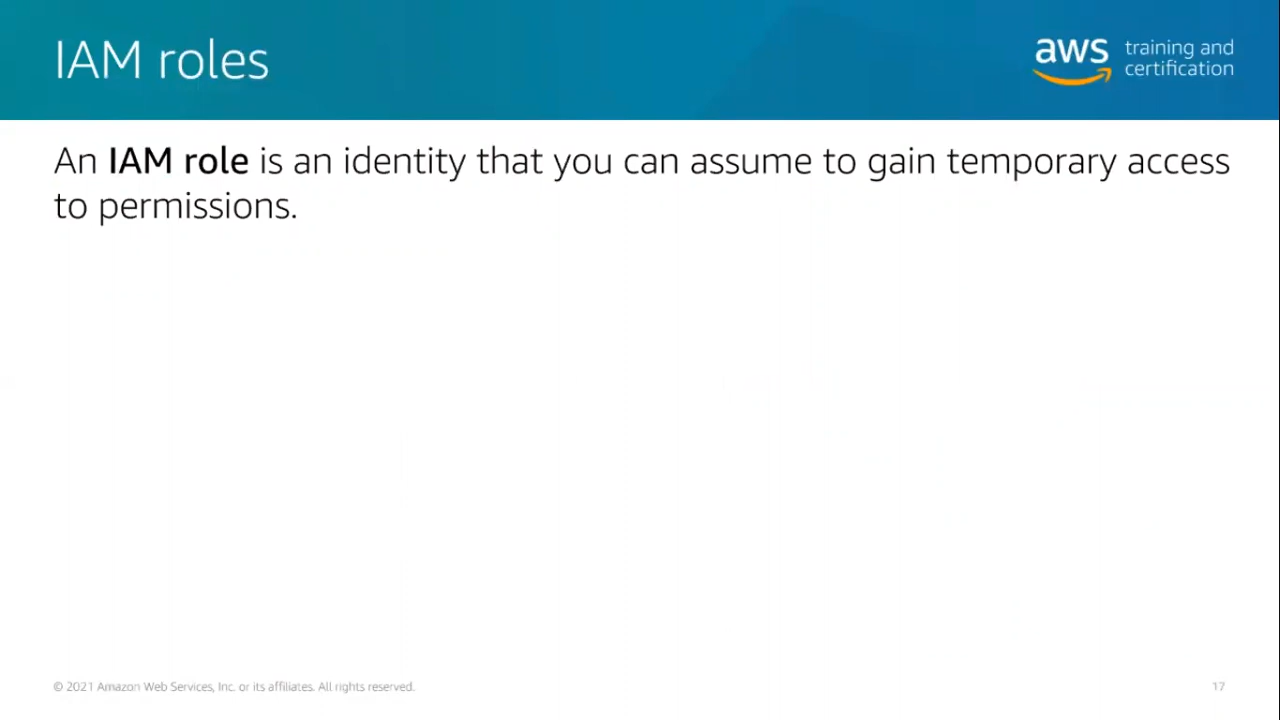 IAM roles
aws training and
certification
An IAM role is an identity that you can assume to gain temporary access
to permissions.
© 2021 Amazon Web Services, Inc. or its affiliates. All rights reserved.
17